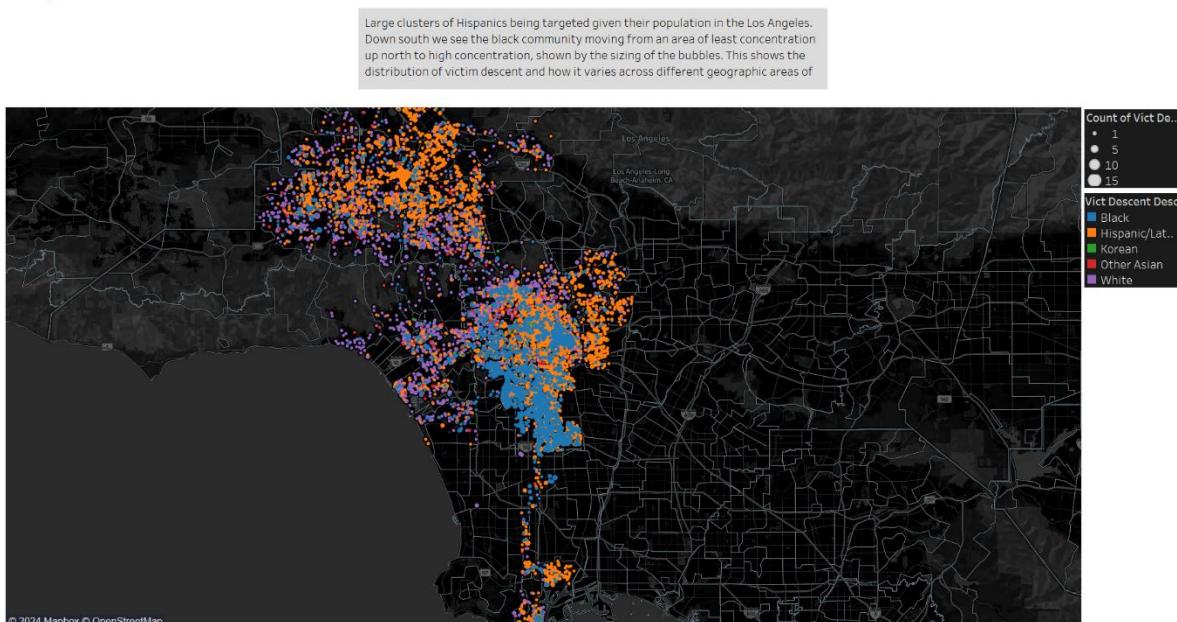 Large clusters of Hispanics being targeted given their population in the Los Angeles.
Down south we see the black community moving from an area of least concentration
up north to high concentration, shown by the sizing of the bubbles. This shows the
distribution of victim descent and how it varies across different geographic areas of
Count of Vict De..
1
5
10
15
Vict Descent Desc
Black
Hispanic/Lat..
Korean
Other Asian
White
Los Angeles
Los Angeles-Long
Beach-Anaheim, CA
© 2024 Mapbox © OpenStreetMap